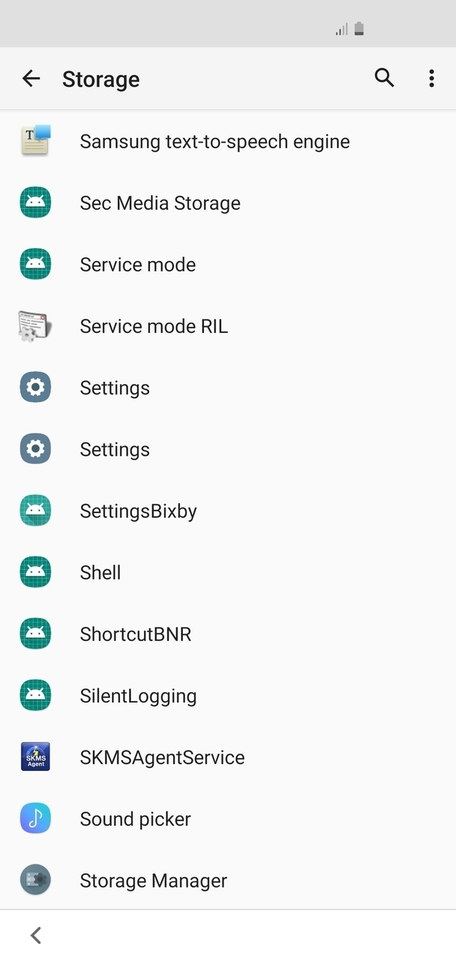 Storage
T
Samsung text-to-speech engine
Sec Media Storage
Service mode
Service mode RIL
Settings
Settings
SettingsBixby
Shell
ShortcutBNR
SilentLogging
SKMS
Agent
SKMSAgentService
Sound picker
Storage Manager